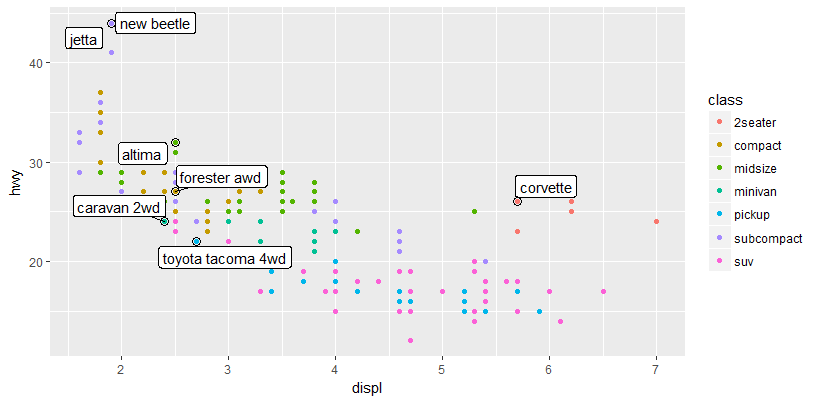 new beetle
jetta
altima
forester awd
caravan 2wd
toyota tacoma 4wd
corvette
hwy
40
30
20
2
3
4
5
6
7
displ
class
2seater
compact
midsize
minivan
pickup
subcompact
suv